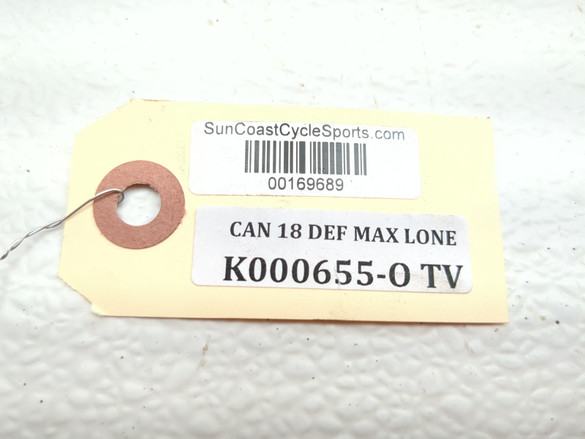 SunCoastCycleSports.com
00169689
CAN 18 DEF MAX LONE
K000655-O TV